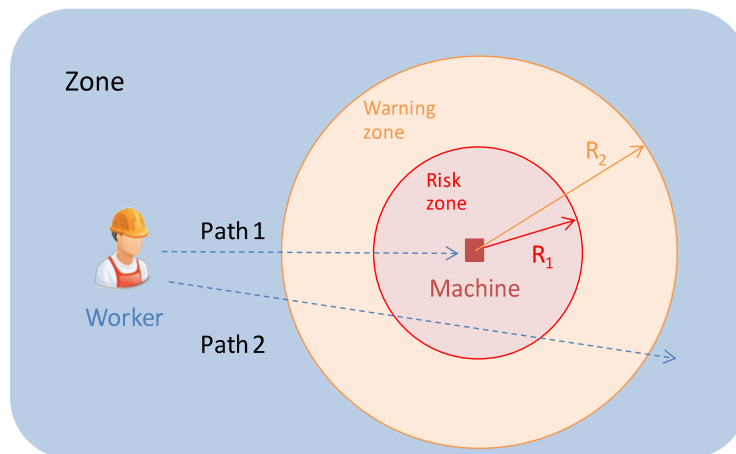 Zone
Warning
zone
R2
Risk
zone
Path 1
R1
Machine
Worker
Path 2